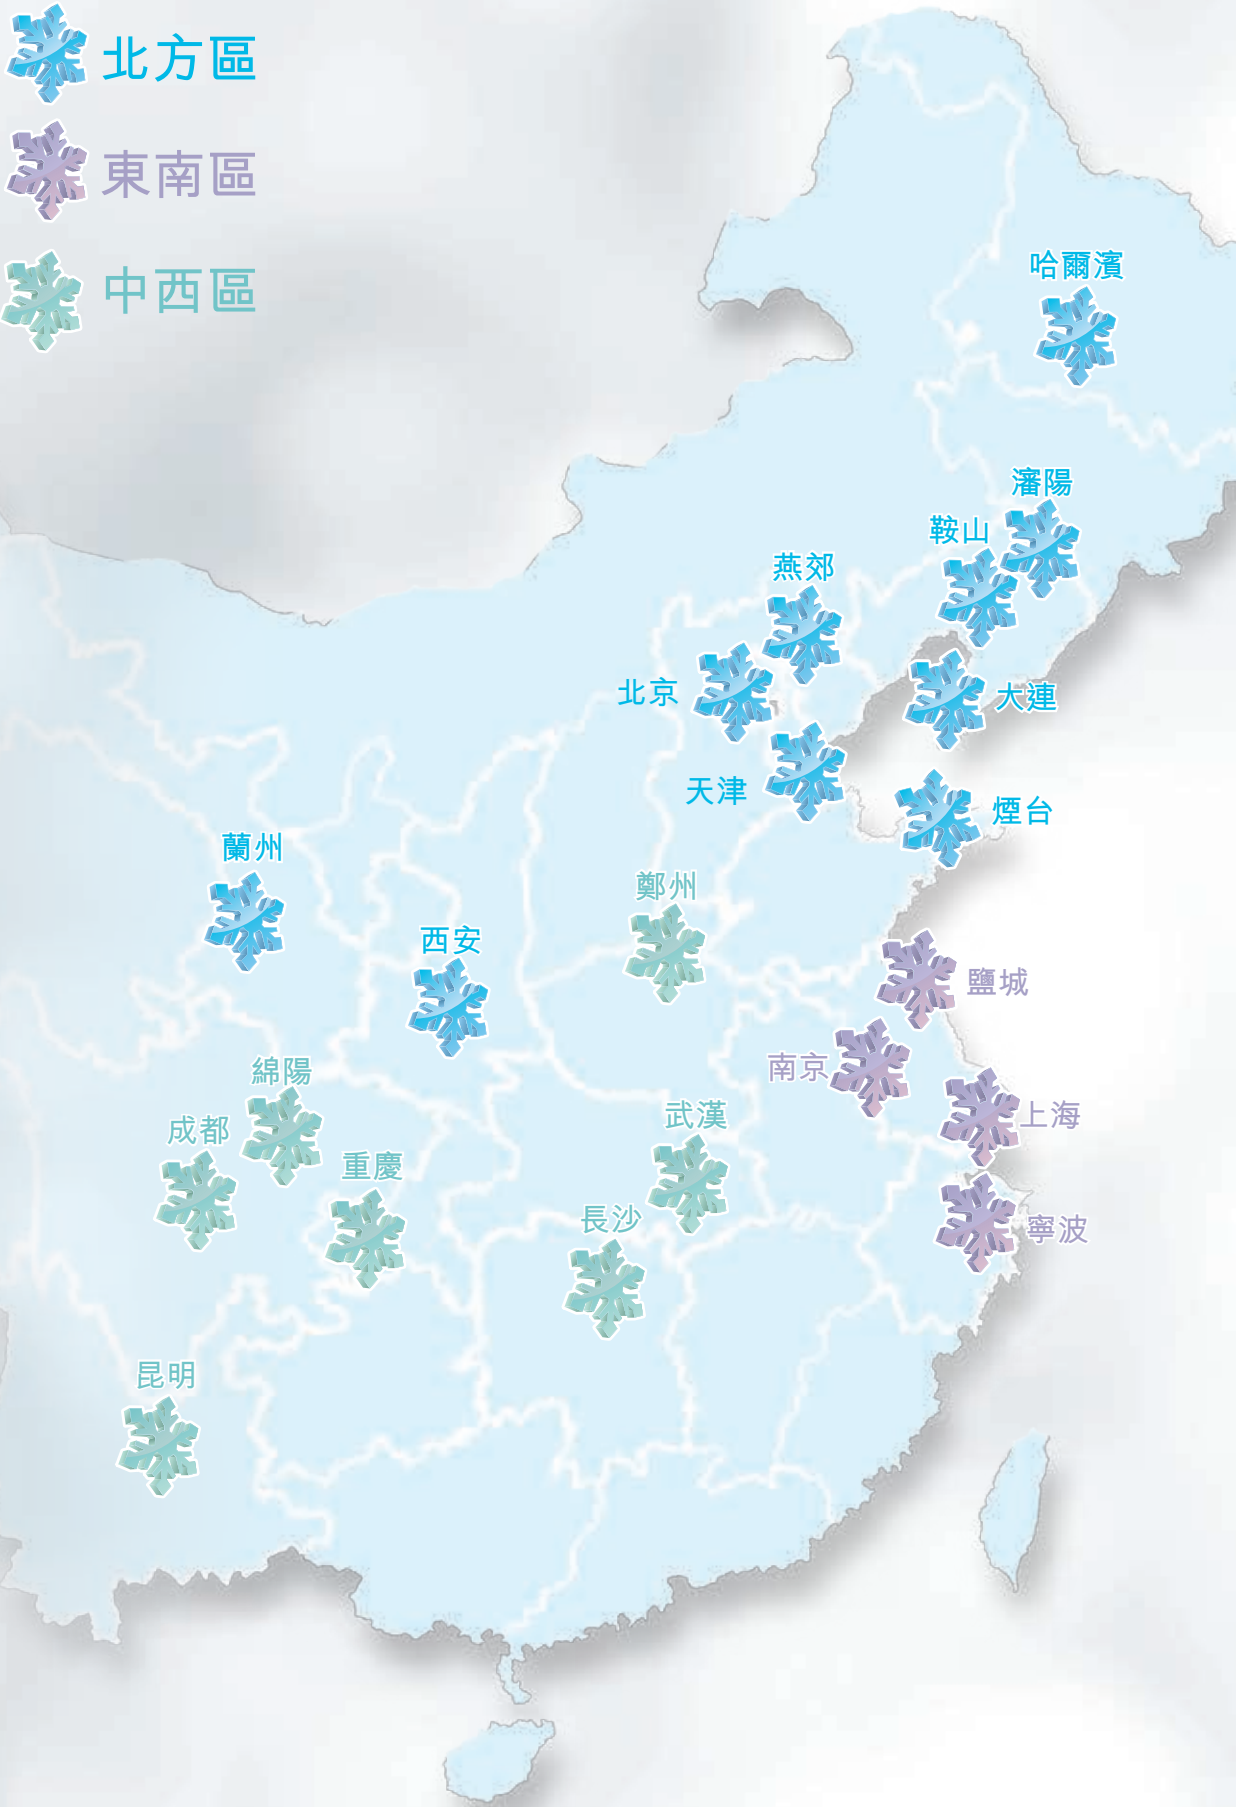 北方區
東南區
中西區
哈爾濱
瀋陽
鞍山
燕郊
北京
大連
天津
煙台
蘭州
鄭州
西安
鹽城
南京
綿陽
上海
武漢
成都
重慶
長沙
寧波
昆明